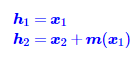 h₁ = x₁
h₂ = x₂ + m(x₁)